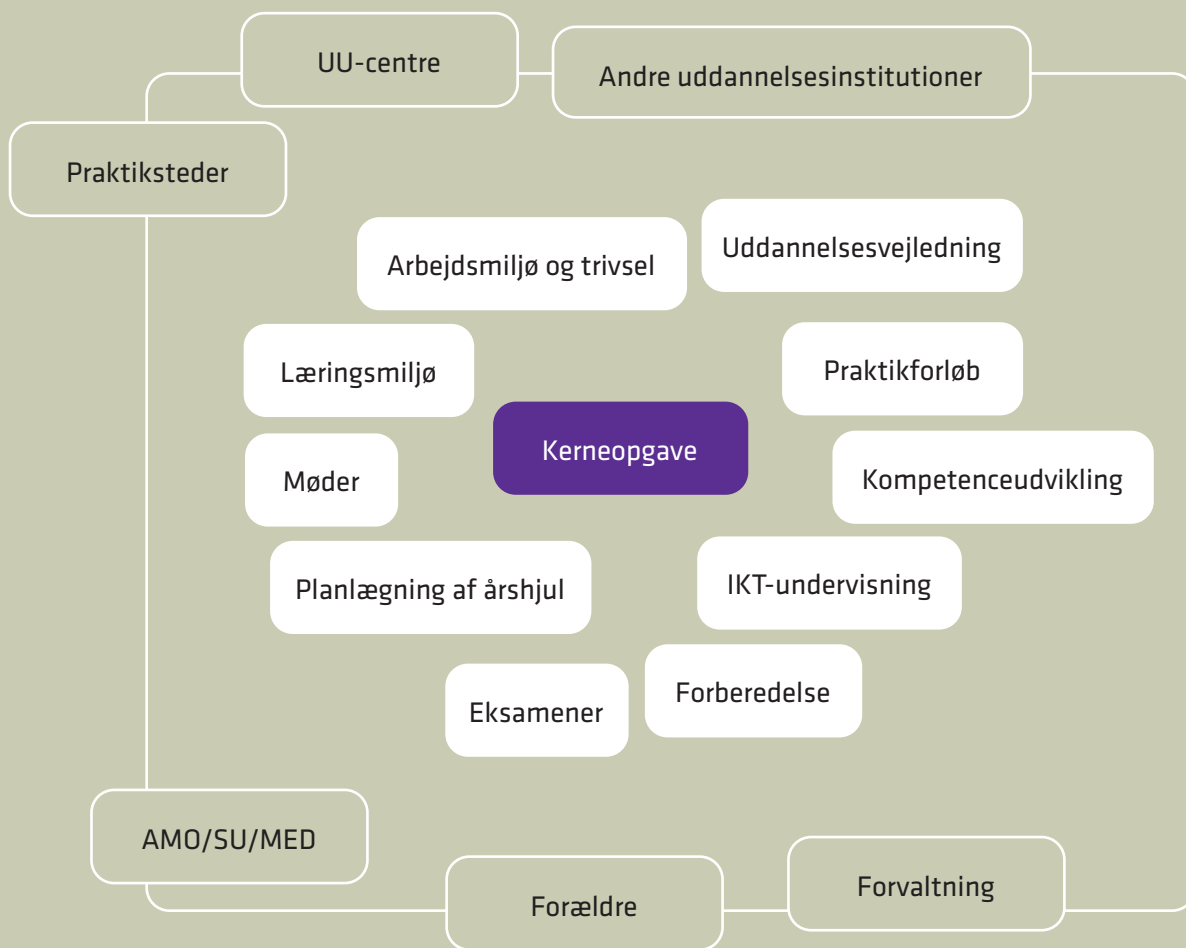 UU-centre
Andre uddannelsesinstitutioner
Praktiksteder
Arbejdsmiljø og trivsel
Uddannelsesvejledning
Læringsmiljø
Praktikforløb
Kerneopgave
Møder
Kompetenceudvikling
Planlægning af årshjul
IKT-undervisning
Eksamener
Forberedelse
AMO/SU/MED
Forældre
Forvaltning